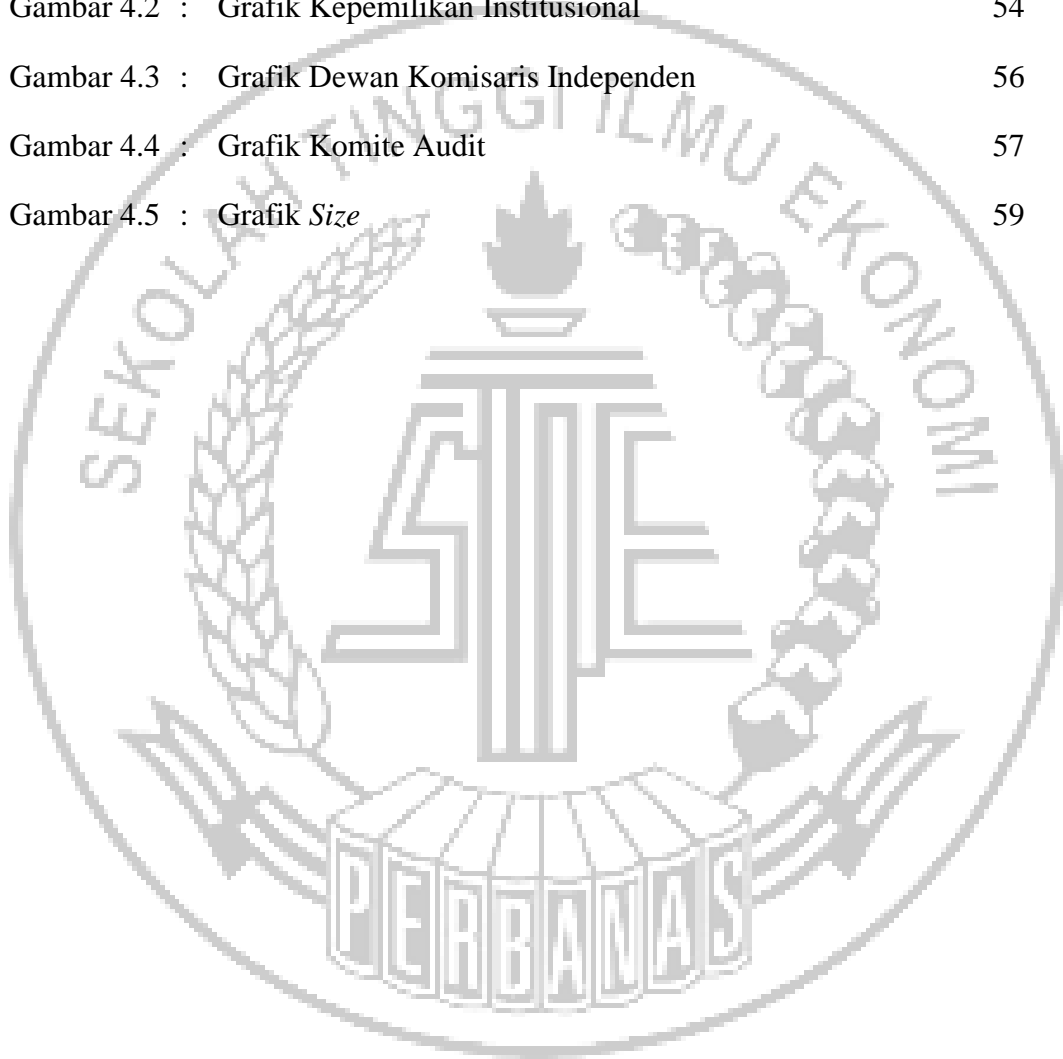 Gambar 4.2 : Grafik Kepemilikan Institusional 54
Gambar 4.3 : Grafik Dewan Komisaris Independen 56
Gambar 4.4 : Grafik Komite Audit 57
Gambar 4.5 : Grafik Size 59
SEKOLAH TINGGI ILMU EKONOMI
STIE
PERBANAS